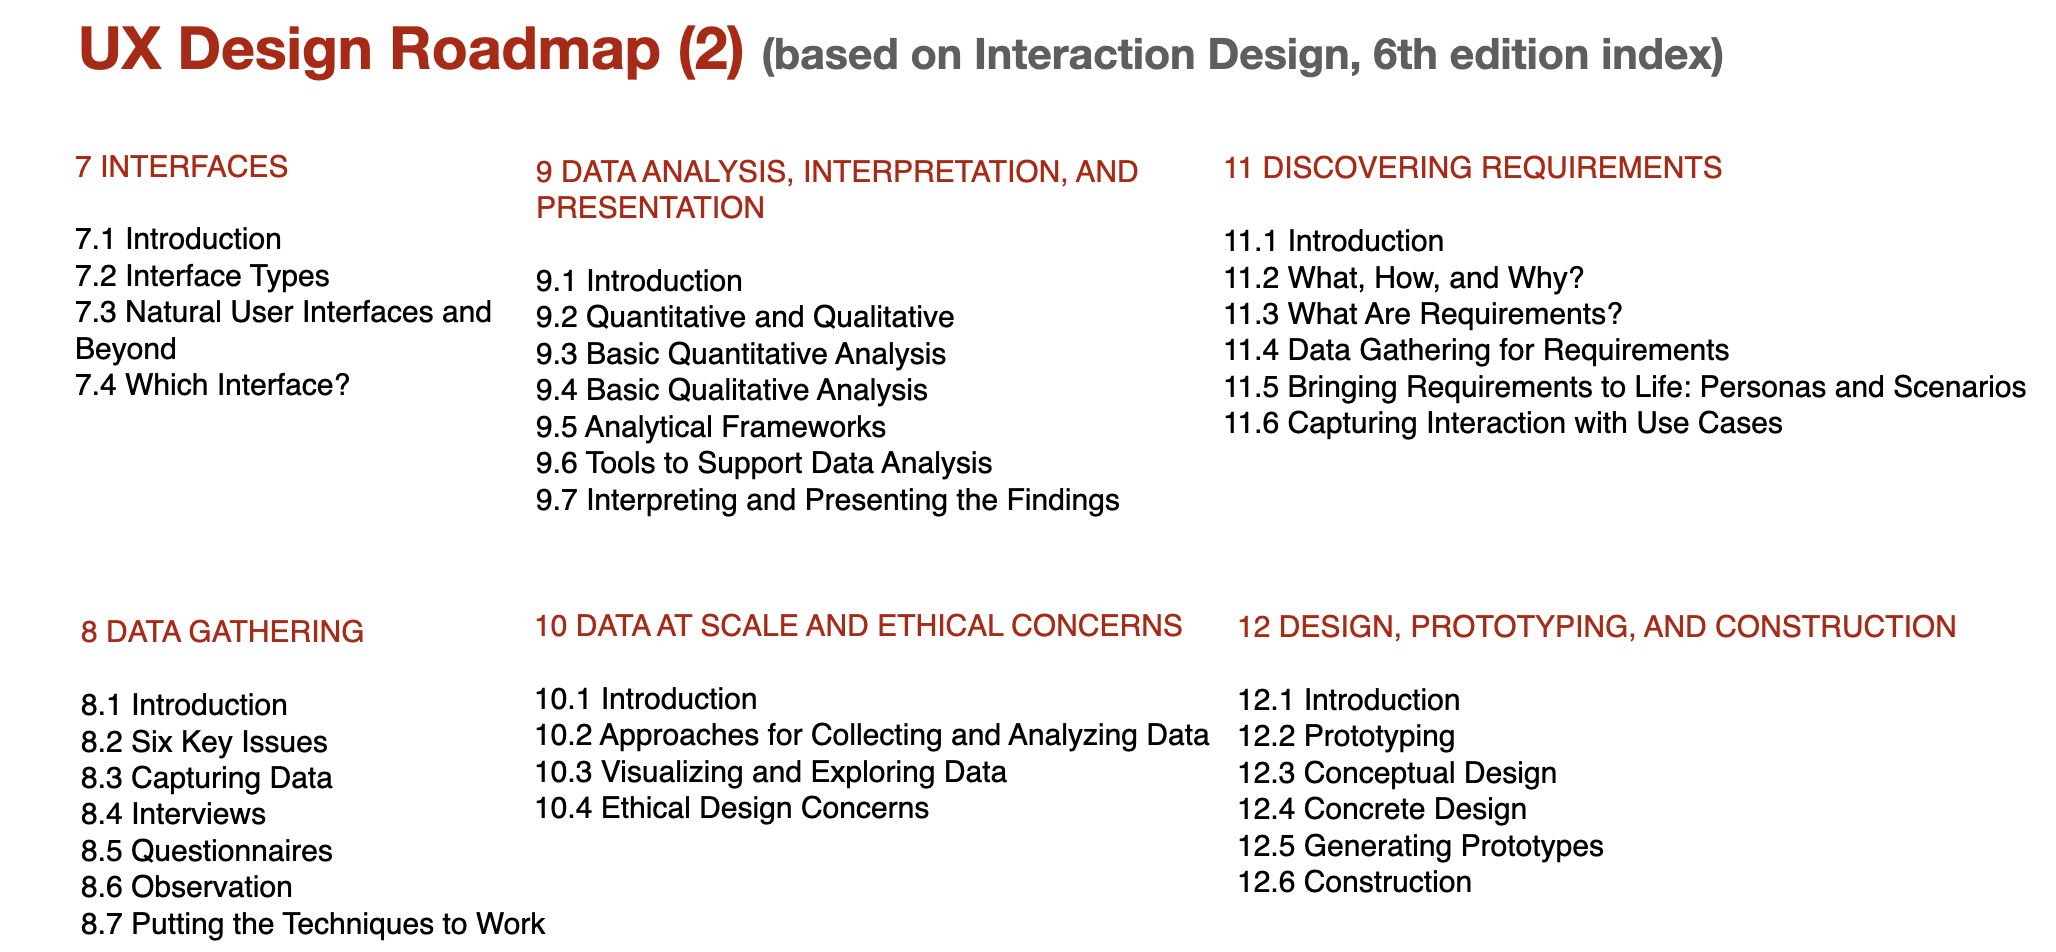 UX Design Roadmap (2) (based on Interaction Design, 6th edition index)
7 INTERFACES
7.1 Introduction
7.2 Interface Types
7.3 Natural User Interfaces and
Beyond
7.4 Which Interface?
8 DATA GATHERING
8.1 Introduction
8.2 Six Key Issues
8.3 Capturing Data
8.4 Interviews
8.5 Questionnaires
8.6 Observation
8.7 Putting the Techniques to Work
9 DATA ANALYSIS, INTERPRETATION, AND
PRESENTATION
9.1 Introduction
9.2 Quantitative and Qualitative
9.3 Basic Quantitative Analysis
9.4 Basic Qualitative Analysis
9.5 Analytical Frameworks
9.6 Tools to Support Data Analysis
9.7 Interpreting and Presenting the Findings
10 DATA AT SCALE AND ETHICAL CONCERNS
10.1 Introduction
10.2 Approaches for Collecting and Analyzing Data
10.3 Visualizing and Exploring Data
10.4 Ethical Design Concerns
11 DISCOVERING REQUIREMENTS
11.1 Introduction
11.2 What, How, and Why?
11.3 What Are Requirements?
11.4 Data Gathering for Requirements
11.5 Bringing Requirements to Life: Personas and Scenarios
11.6 Capturing Interaction with Use Cases
12 DESIGN, PROTOTYPING, AND CONSTRUCTION
12.1 Introduction
12.2 Prototyping
12.3 Conceptual Design
12.4 Concrete Design
12.5 Generating Prototypes
12.6 Construction